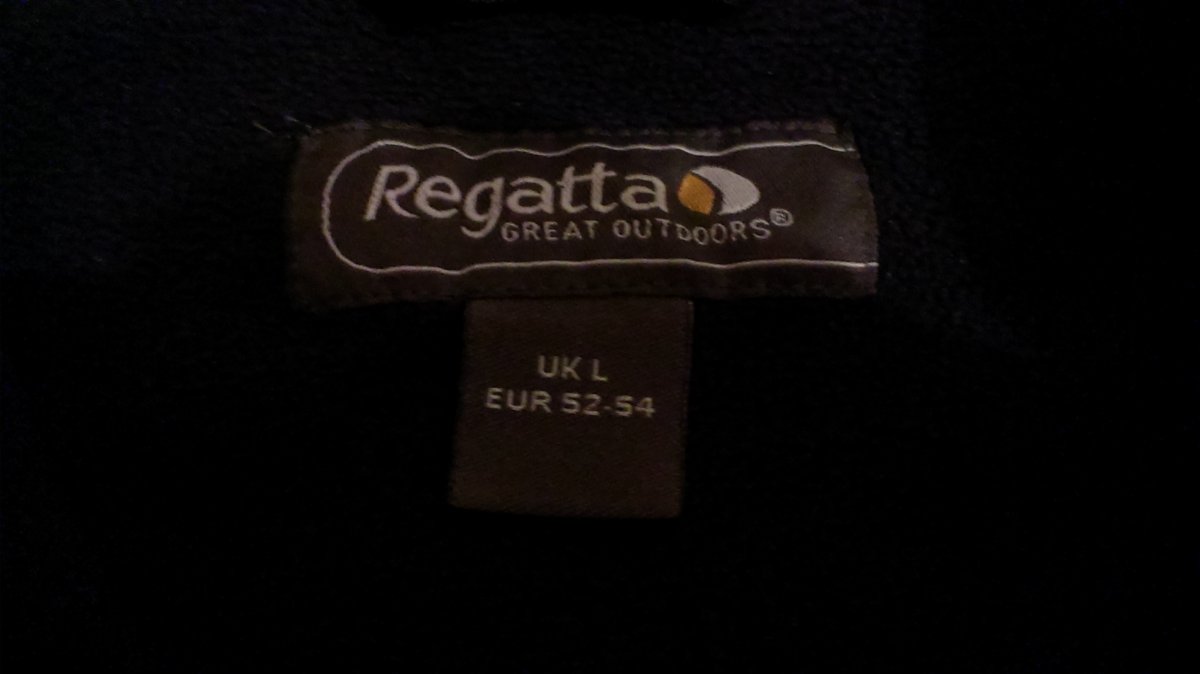 Regatta
GREAT OUTDOORS®
UK L
EUR 52-54